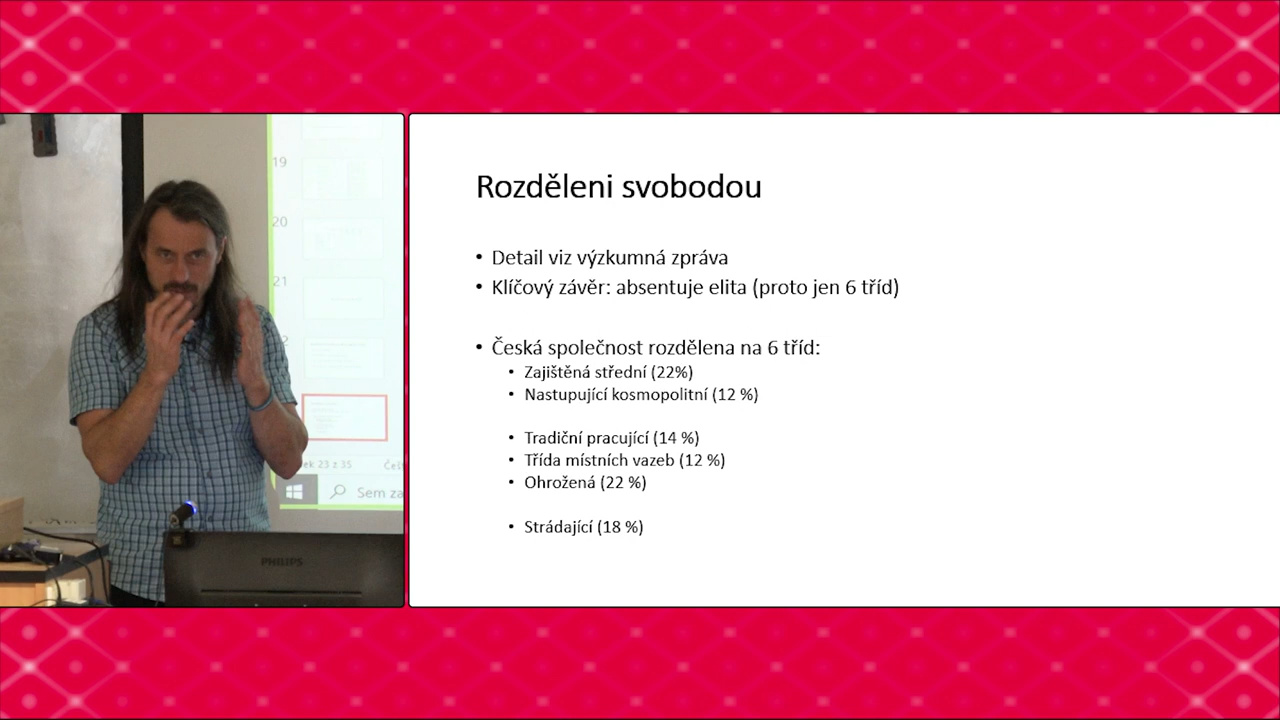 19
20
21
23 z 35
Sem za
PHILIPS
Rozděleni svobodou
• Detail viz výzkumná zpráva
• Klíčový závěr: absentuje elita (proto jen 6 tříd)
• Česká společnost rozdělena na 6 tříd:
• Zajištěná střední (22%)
• Nastupující kosmopolitní (12 %)
• Tradiční pracující (14 %)
• Třída místních vazeb (12 %)
• Ohrožená (22 %)
• Strádající (18 %)